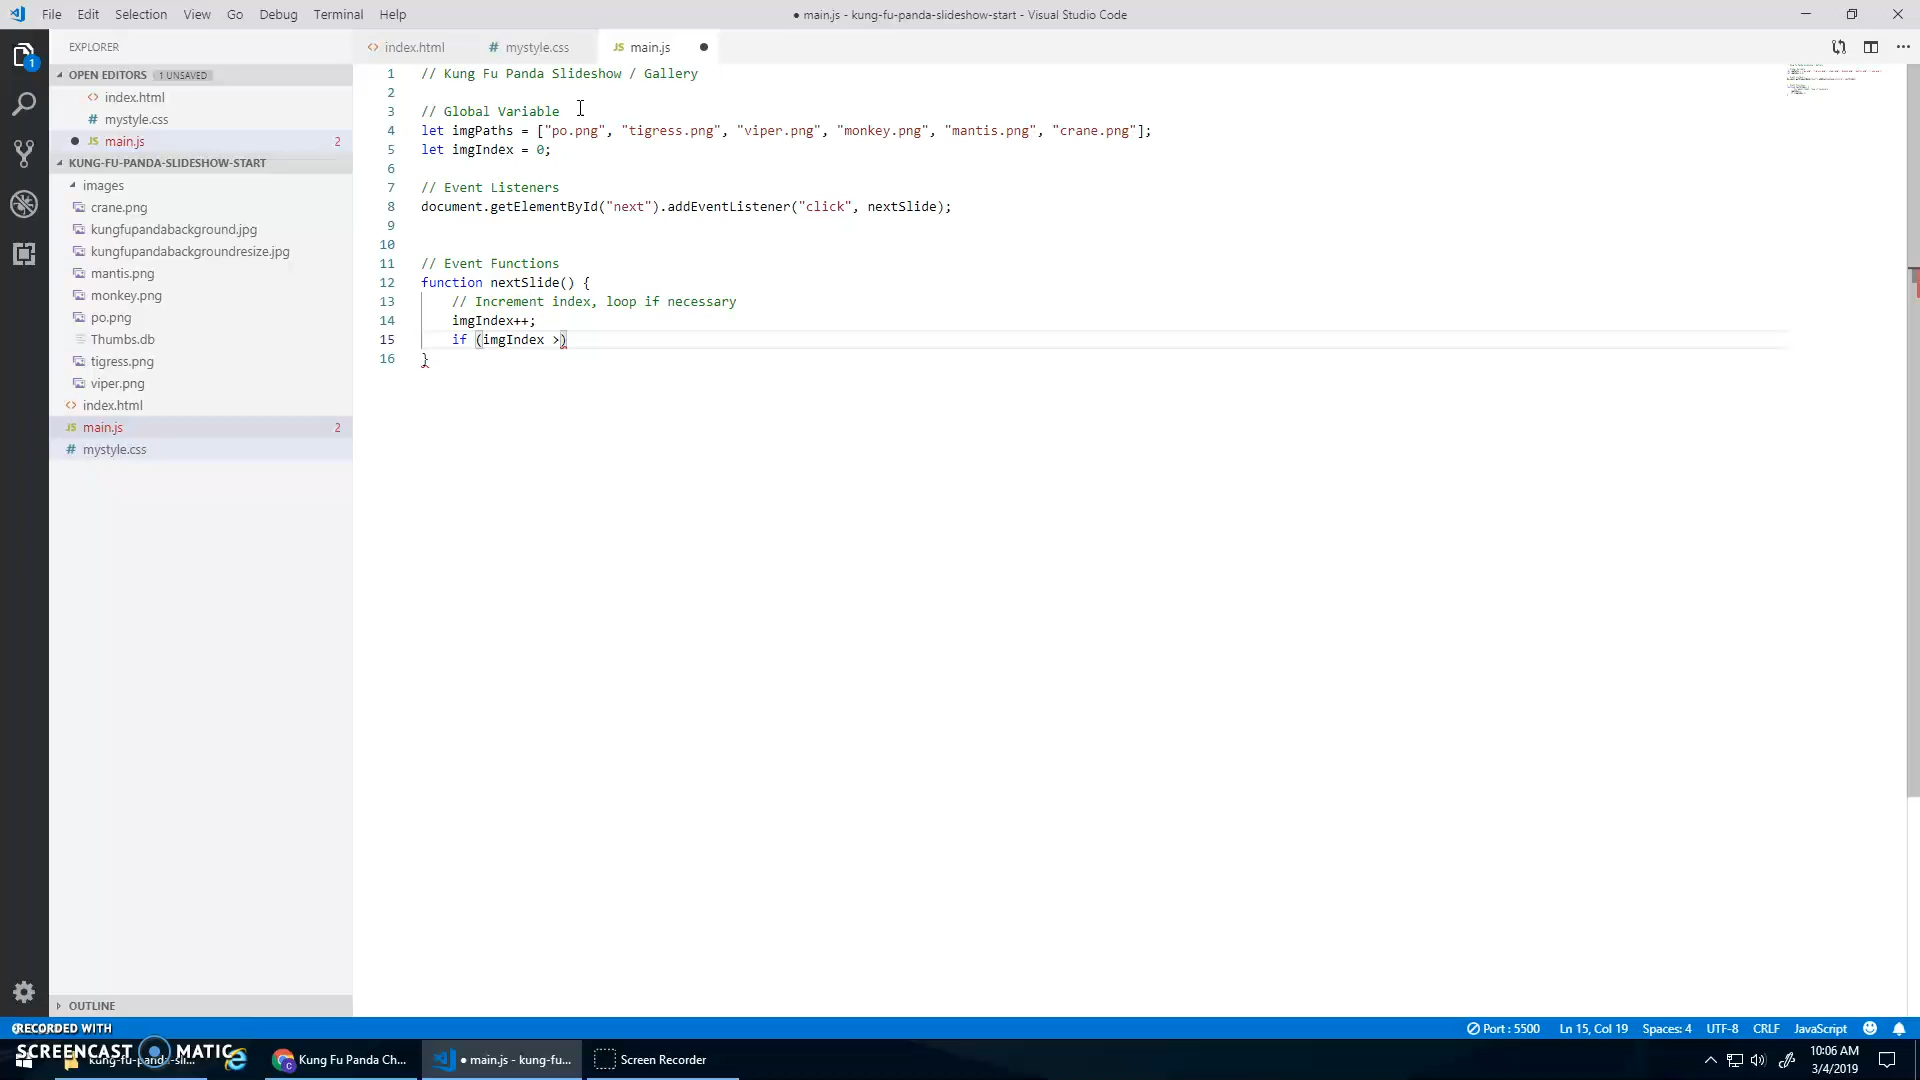 File Edit Selection View Go Debug Terminal Help
● main.js - kung-fu-panda-slideshow-start - Visual Studio Code
EXPLORER
OPEN EDITORS 1 UNSAVED
index.html
mystyle.css
main.js 2
KUNG-FU-PANDA-SLIDESHOW-START
images
crane.png
kungfupandabackground.jpg
kungfupandabackgroundresize.jpg
mantis.png
monkey.png
po.png
Thumbs.db
tigress.png
viper.png
index.html
main.js 2
mystyle.css
OUTLINE
index.html mystyle.css main.js
1 // Kung Fu Panda Slideshow / Gallery
2
3 // Global Variable
4 let imgPaths = ["po.png", "tigress.png", "viper.png", "monkey.png", "mantis.png", "crane.png"];
5 let imgIndex = 0;
6
7 // Event Listeners
8 document.getElementById("next").addEventListener("click", nextSlide);
9
10
11 // Event Functions
12 function nextSlide() {
13 // Increment index, loop if necessary
14 imgIndex++;
15 if (imgIndex >)
16 }
Port : 5500 Ln 15, Col 19 Spaces: 4 UTF-8 CRLF JavaScript
RECORDED WITH
SCREENCAST MATIC
kung-fu-panda-sli...
Kung Fu Panda Ch...
● main.js - kung-fu...
Screen Recorder
10:06 AM
3/4/2019